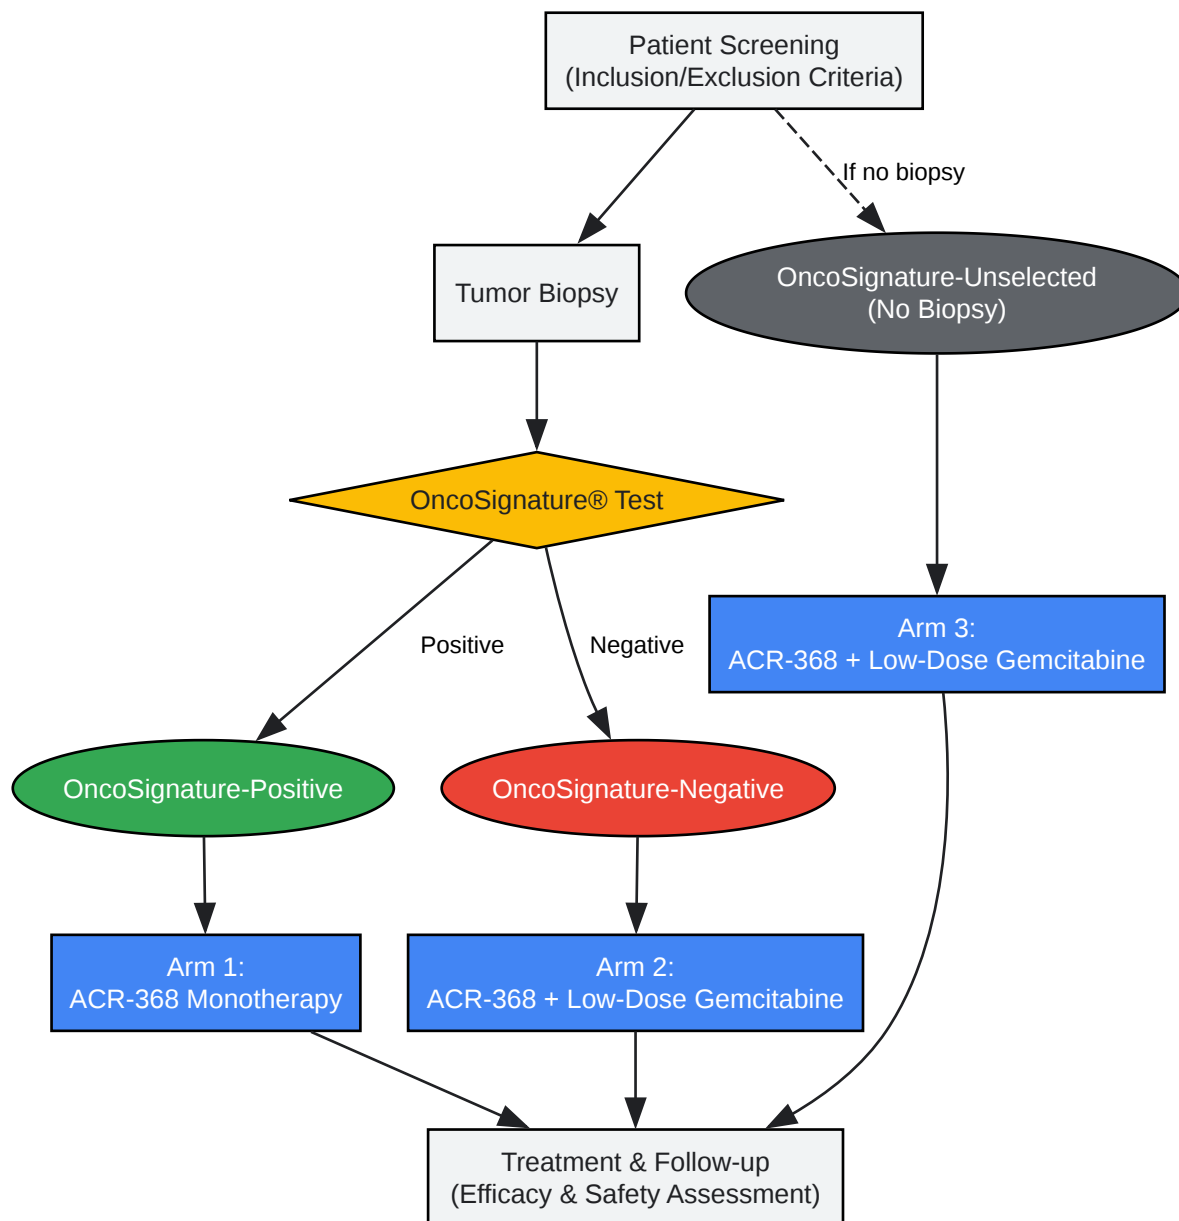 Patient Screening
(Inclusion/Exclusion Criteria)
If no biopsy
Tumor Biopsy
OncoSignature-Unselected
(No Biopsy)
OncoSignature® Test
Positive
Negative
Arm 3:
ACR-368 + Low-Dose Gemcitabine
OncoSignature-Positive
OncoSignature-Negative
Arm 1:
ACR-368 Monotherapy
Arm 2:
ACR-368 + Low-Dose Gemcitabine
Treatment & Follow-up
(Efficacy & Safety Assessment)